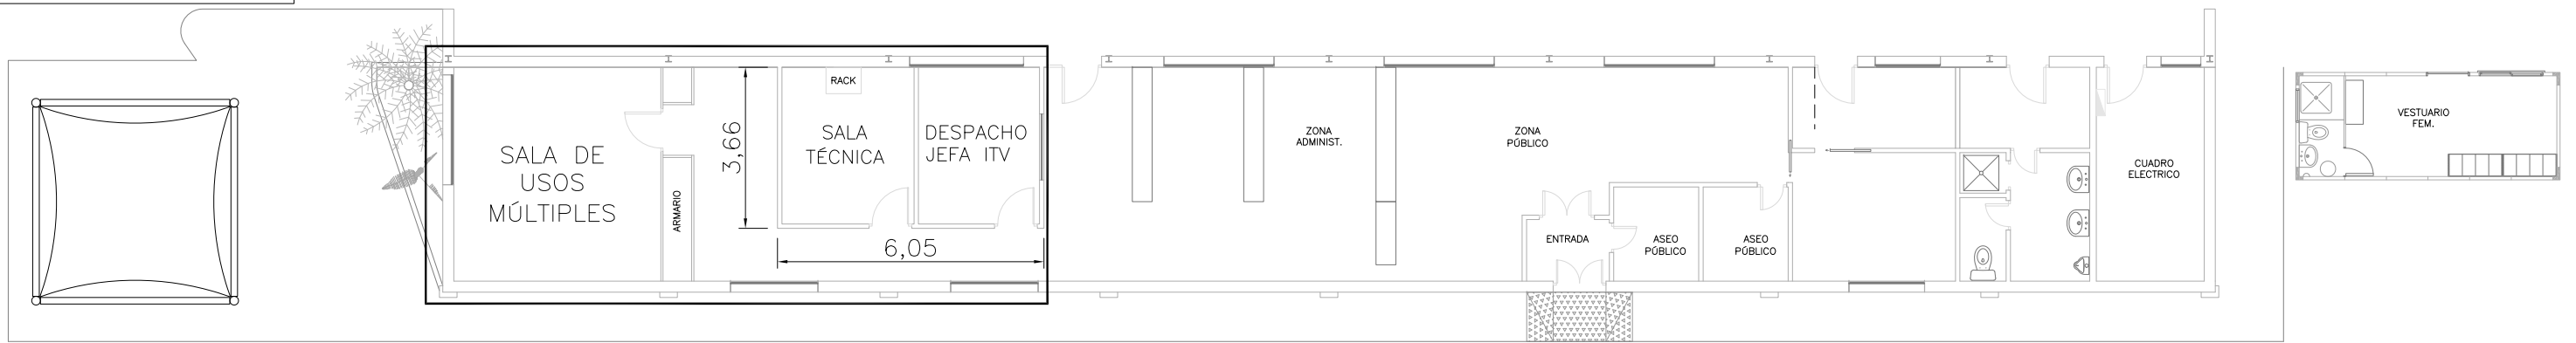 SALA DE
USOS
MÚLTIPLES
ARMARIO
3,66
RACK
SALA
TÉCNICA
DESPACHO
JEFA ITV
6,05
ZONA
ADMINIST.
ZONA
PÚBLICO
ENTRADA
ASEO
PÚBLICO
ASEO
PÚBLICO
CUADRO
ELECTRICO
VESTUARIO
FEM.